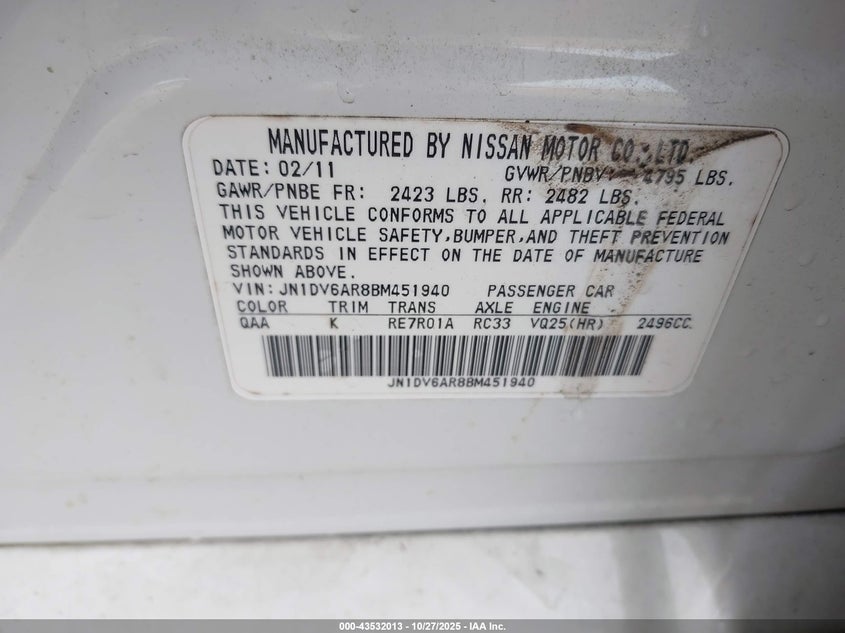 MANUFACTURED BY NISSAN MOTOR CO., LTD.
DATE: 02/11 GVWR/PNBV: 4795 LBS.
GAWR/PNBE FR: 2423 LBS. RR: 2482 LBS.
THIS VEHICLE CONFORMS TO ALL APPLICABLE FEDERAL
MOTOR VEHICLE SAFETY,BUMPER,AND THEFT PREVENTION
STANDARDS IN EFFECT ON THE DATE OF MANUFACTURE
SHOWN ABOVE.
VIN: JN1DV6AR8BM451940 PASSENGER CAR
COLOR TRIM TRANS AXLE ENGINE
QAA K RE7R01A RC33 VQ25(HR) 2496CC.
JN1DV6AR8BM451940
000-43532013 - 10/27/2025 - IAA Inc.